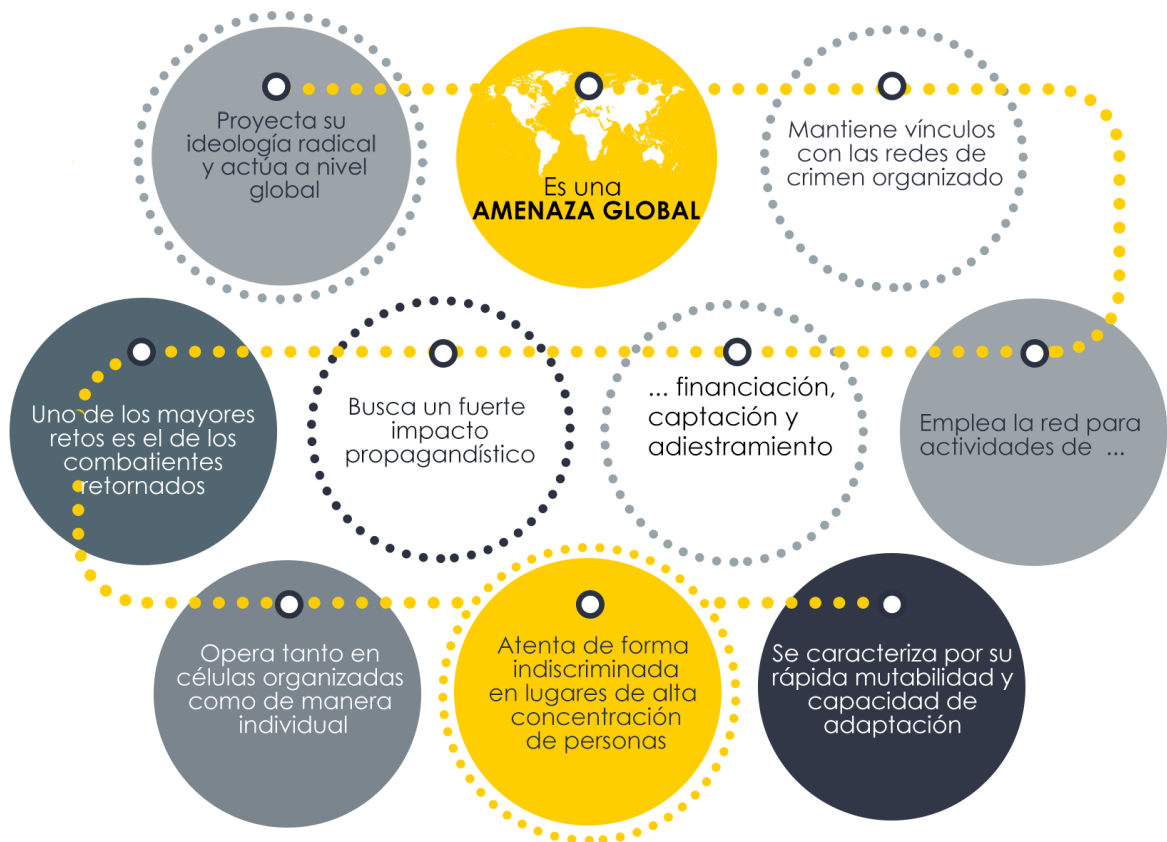 Proyecta su
ideología radical
y actúa a nivel
global
Es una
AMENAZA GLOBAL
Mantiene vínculos
con las redes de
crimen organizado
Emplea la red para
actividades de ...
... financiación,
captación y
adiestramiento
Busca un fuerte
impacto
propagandístico
Uno de los mayores
retos es el de los
combatientes
retornados
Opera tanto en
células organizadas
como de manera
individual
Atenta de forma
indiscriminada
en lugares de alta
concentración
de personas
Se caracteriza por su
rápida mutabilidad y
capacidad de
adaptación